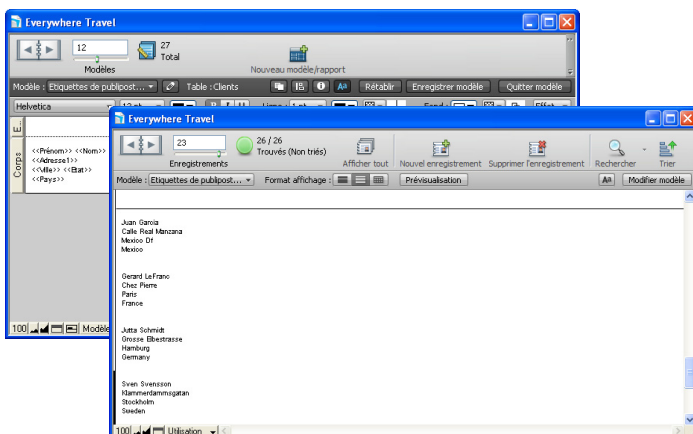 Everywhere Travel
12
27
Total
Modèles
Nouveau modèle/rapport
Modèle : Etiquettes de publipost...
Table : Clients
Aa
Rétablir
Enregistrer modèle
Quitter modèle
Helvetica
Corps
<<Prénom>> <<Nom>>
<<Adresse1>>
<<Ville>> <<Etat>>
<<Pays>>
100
Modèle
Everywhere Travel
23
26 / 26
Trouvés (Non triés)
Enregistrements
Afficher tout
Nouvel enregistrement
Supprimer l'enregistrement
Rechercher
Trier
Modèle : Etiquettes de publipost...
Format affichage :
Prévisualisation
Aa
Modifier modèle
Juan Garcia
Calle Real Manzana
Mexico Df
Mexico
Gerard LeFranc
Chez Pierre
Paris
France
Jutta Schmidt
Grosse Elbestrasse
Hamburg
Germany
Sven Svensson
Klammerdammsgatan
Stockholm
Sweden
100
Utilisation